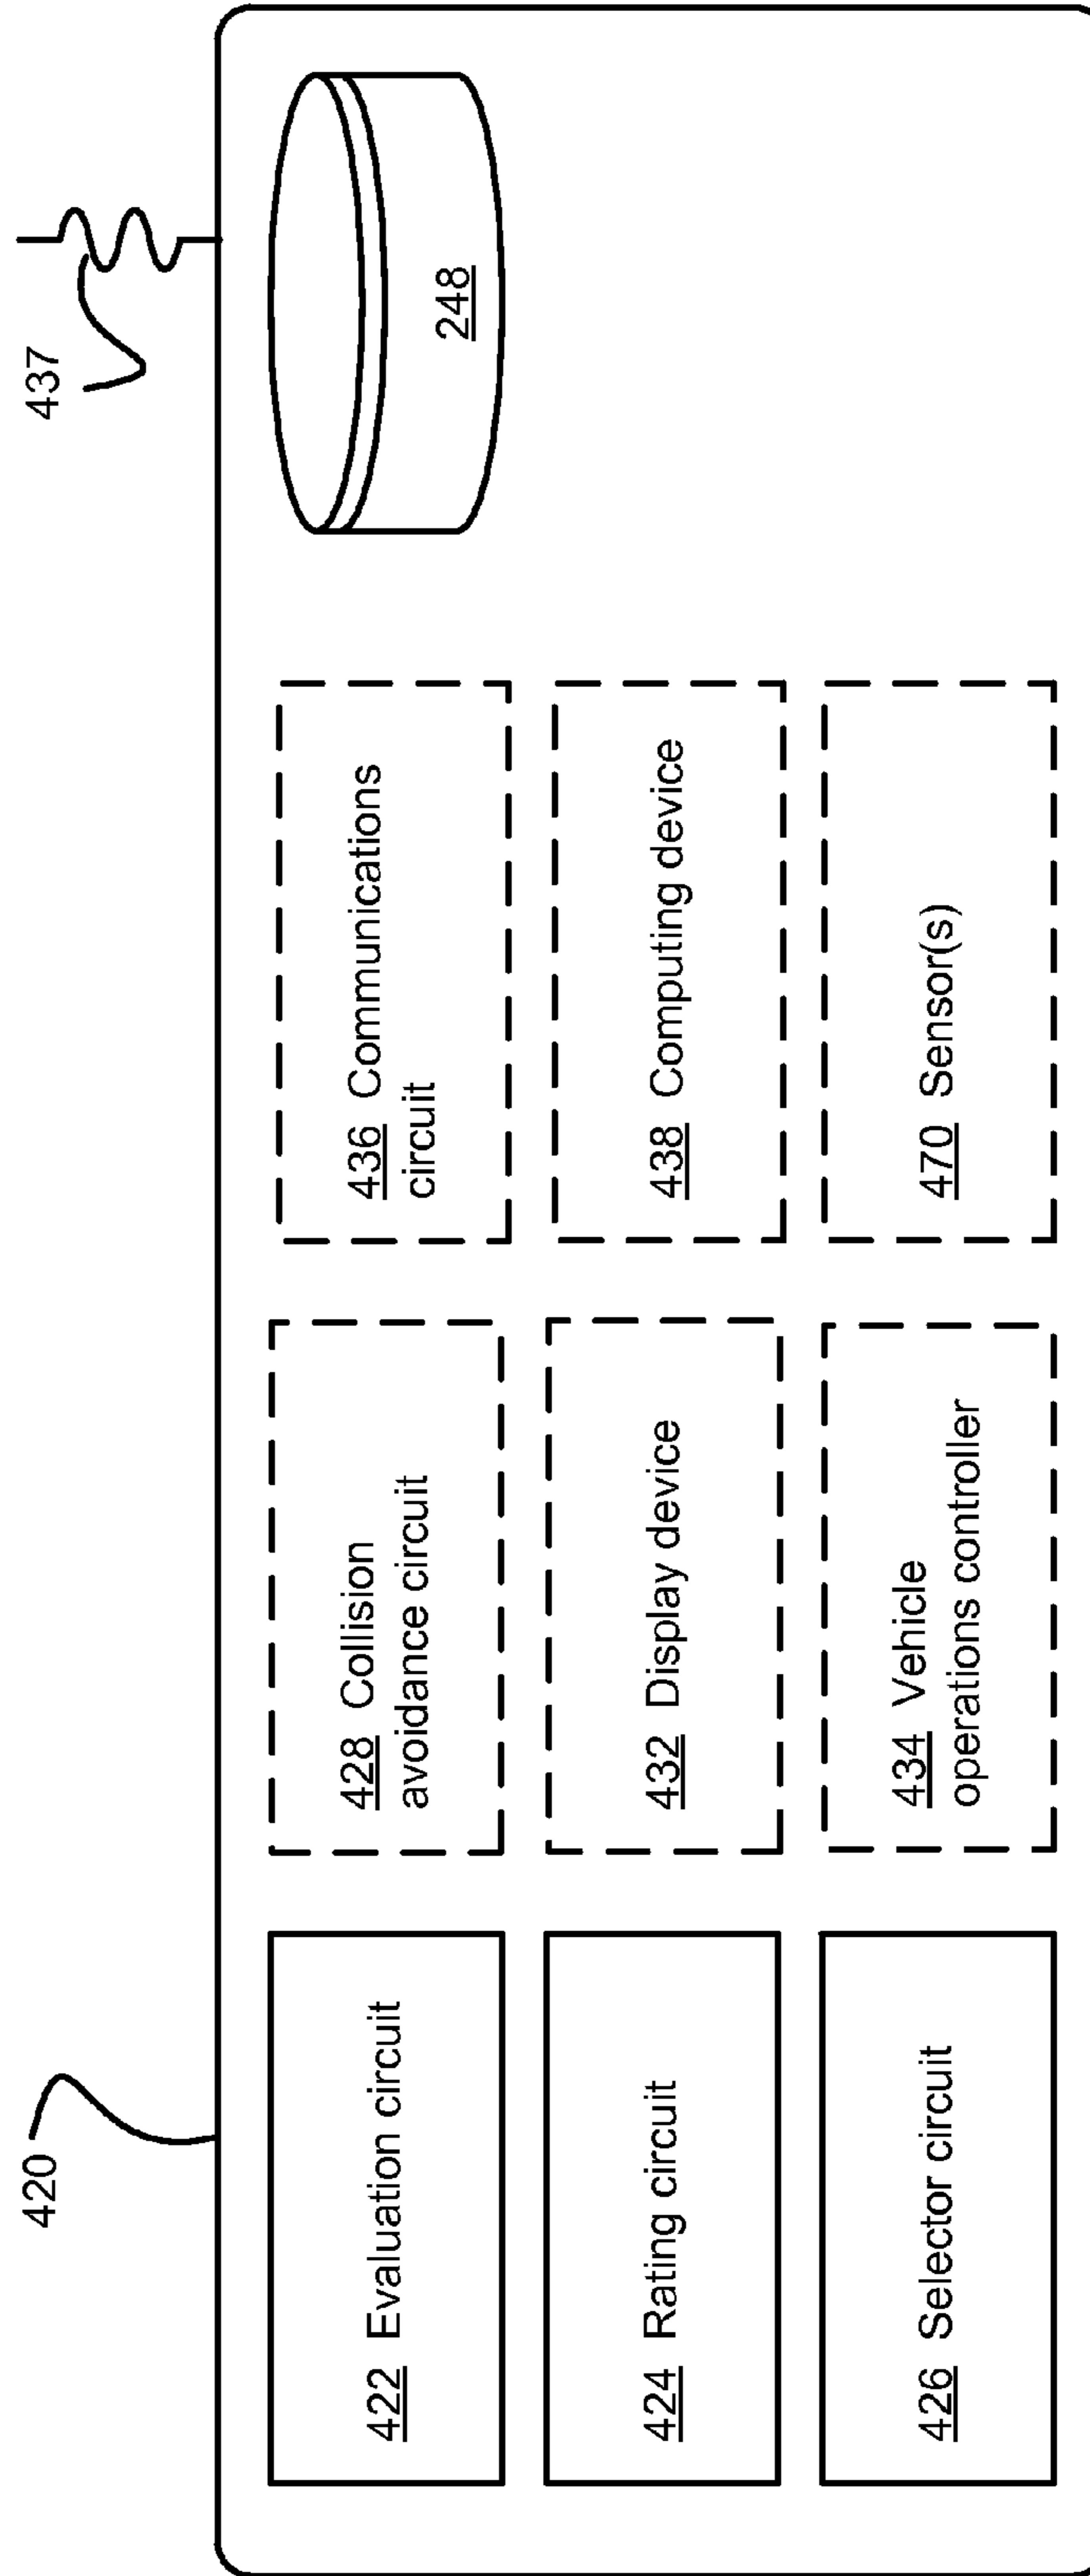 420
437
422 Evaluation circuit
424 Rating circuit
426 Selector circuit
428 Collision
avoidance circuit
432 Display device
434 Vehicle
operations controller
436 Communications
circuit
438 Computing device
470 Sensor(s)
248